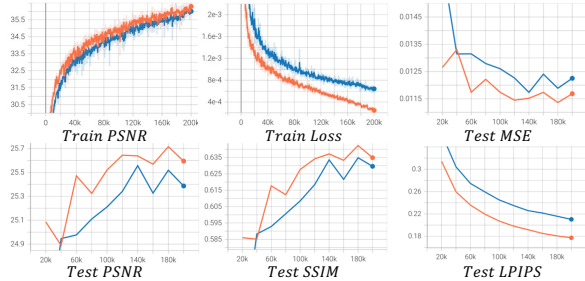 35.5
34.5
33.5
32.5
31.5
30.5
40k 80k 120k 160k 200k
Train PSNR
2e-3
1.6e-3
1.2e-3
8e-4
4e-4
0 40k 80k 120k 160k 200k
Train Loss
0.0145
0.0135
0.0125
0.0115
20k 60k 100k 140k 180k
Test MSE
25.7
25.5
25.3
25.1
24.9
20k 60k 100k 140k 180k
Test PSNR
0.635
0.625
0.615
0.605
0.595
0.585
20k 60k 100k 140k 180k
Test SSIM
0.3
0.26
0.22
0.18
20k 60k 100k 140k 180k
Test LPIPS